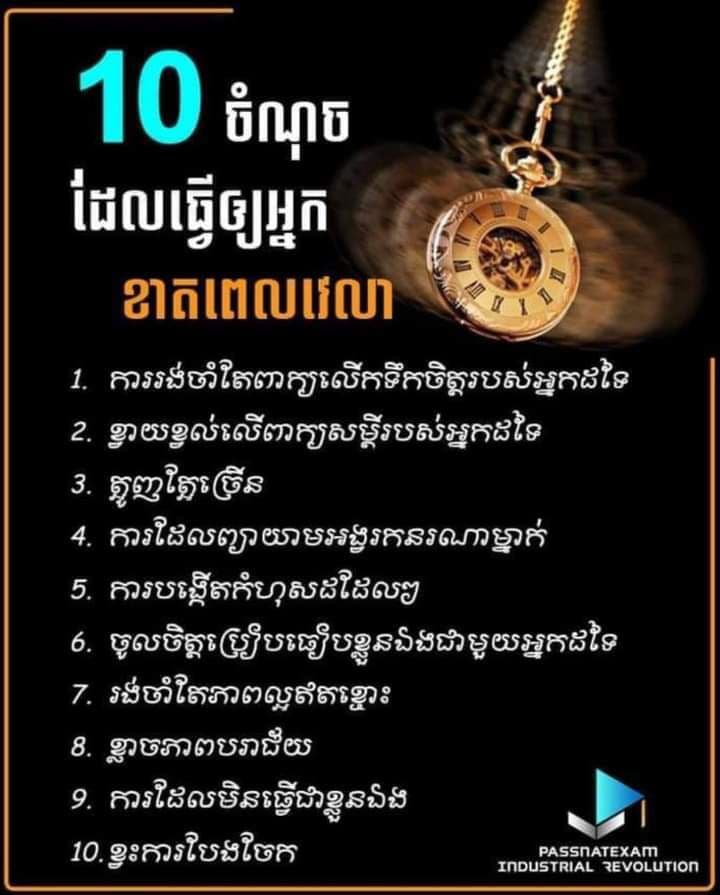 10 ចំណុច
ដែលធ្វើឲ្យអ្នក
ខាតពេលវេលា
1. ការរង់ចាំតែពាក្យលើកទឹកចិត្តរបស់អ្នកដទៃ
2. ខ្វាយខ្វល់លើពាក្យសម្ដីរបស់អ្នកដទៃ
3. ត្អូញត្អែរច្រើន
4. ការដែលព្យាយាមអង្វរកនរណាម្នាក់
5. ការបង្កើតកំហុសដដែលៗ
6. ចូលចិត្តប្រៀបធៀបខ្លួនឯងជាមួយអ្នកដទៃ
7. រង់ចាំតែភាពល្អឥតខ្ចោះ
8. ខ្លាចភាពបរាជ័យ
9. ការដែលមិនធ្វើជាខ្លួនឯង
10. ខ្វះការបែងចែក
PASSNATEXAM
INDUSTRIAL REVOLUTION